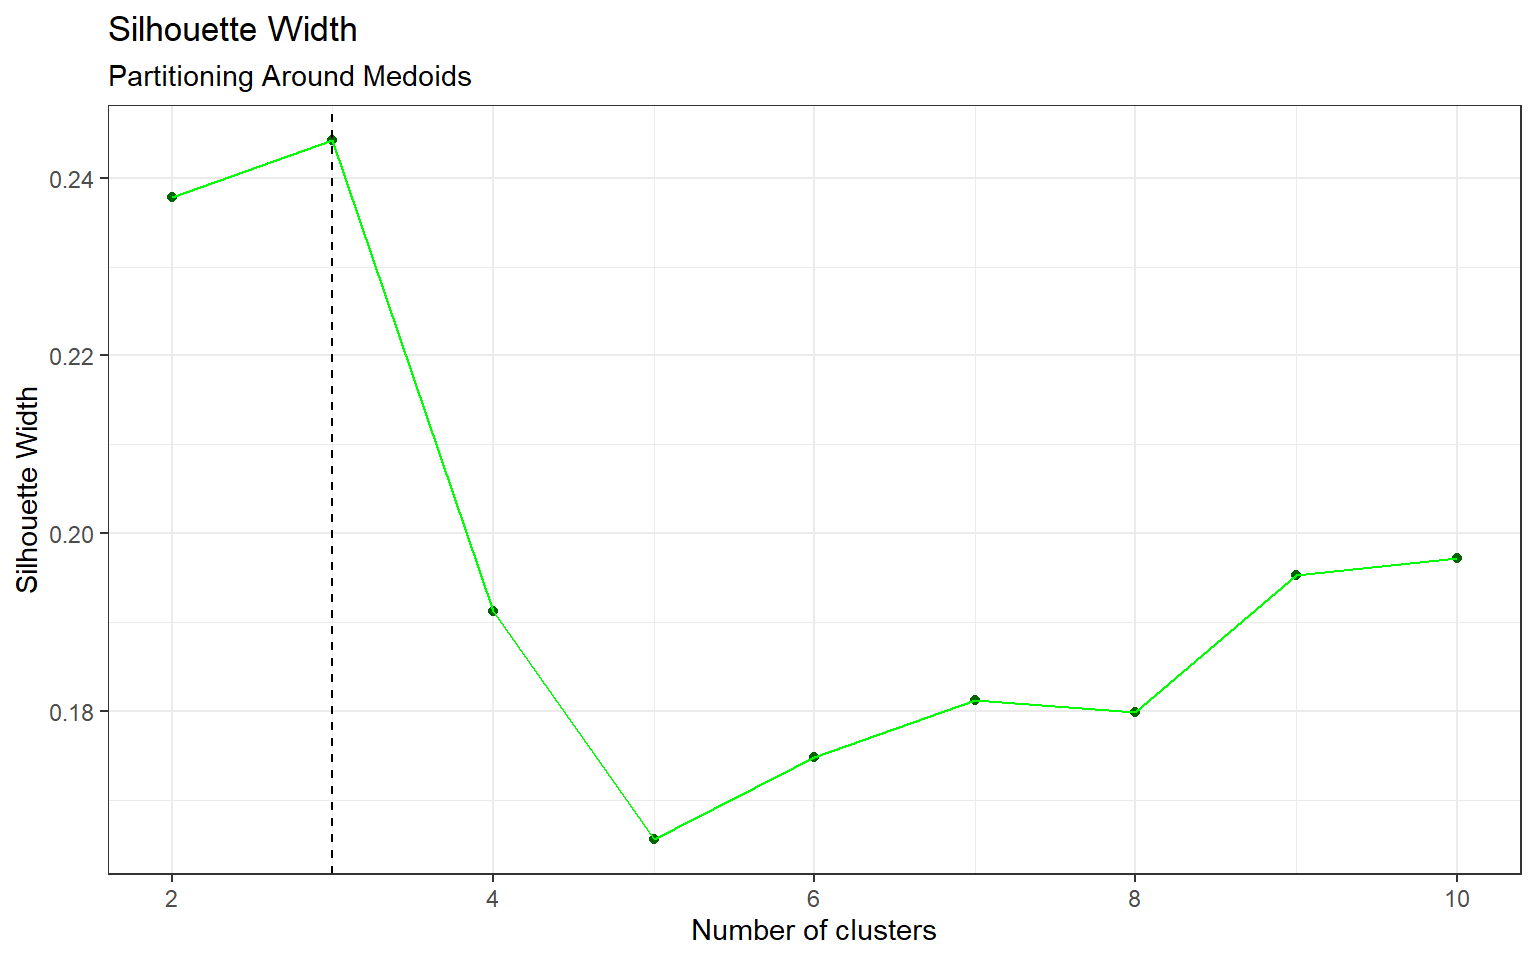 Silhouette Width
Partitioning Around Medoids
Silhouette Width
0.24
0.22
0.20
0.18
2 4 6 8 10
Number of clusters